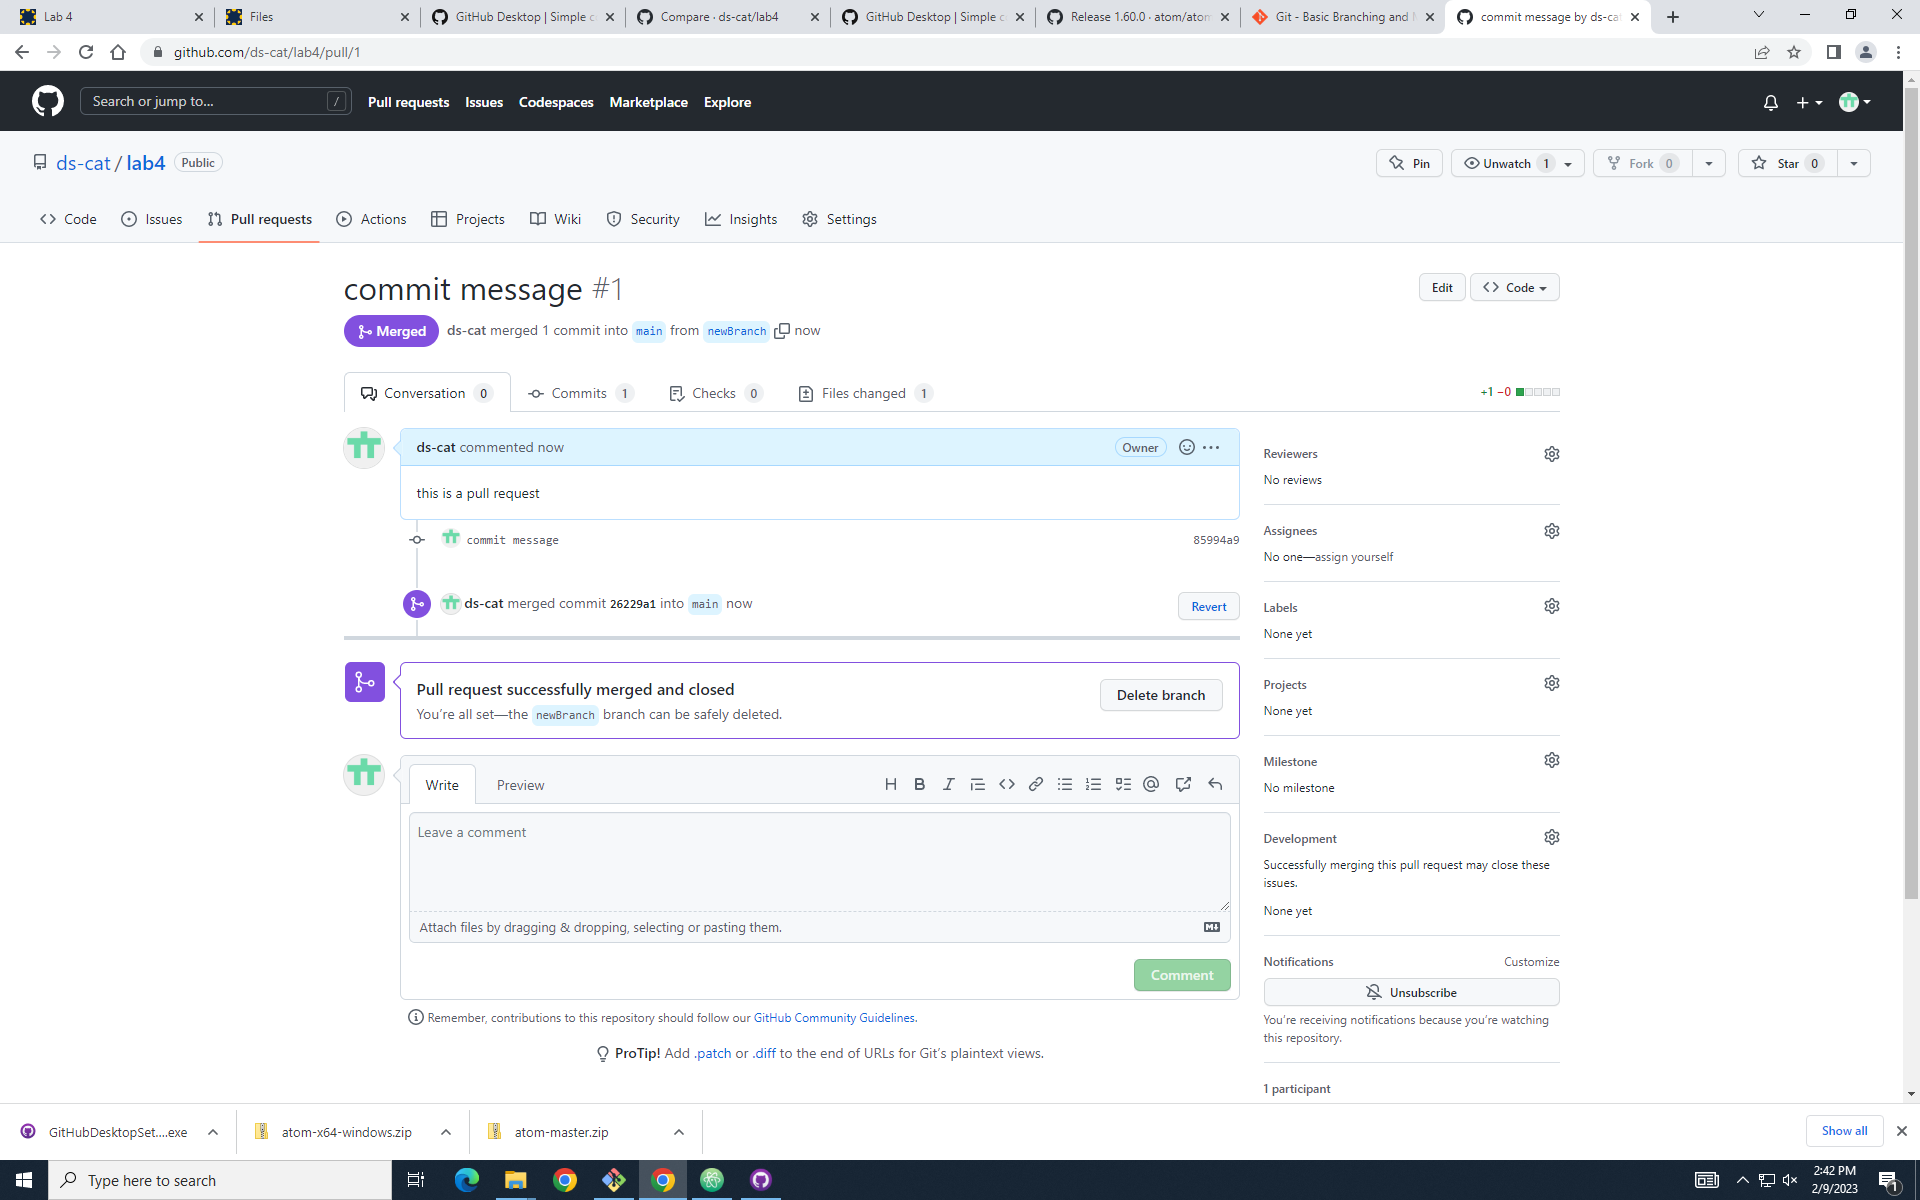 Lab 4
Files
GitHub Desktop | Simple c
Compare · ds-cat/lab4
GitHub Desktop | Simple c
Release 1.60.0 · atom/atom
Git - Basic Branching and M
commit message by ds-cat
github.com/ds-cat/lab4/pull/1
Search or jump to... /
Pull requests Issues Codespaces Marketplace Explore
ds-cat / lab4 Public
Pin Unwatch 1 Fork 0 Star 0
Code Issues Pull requests Actions Projects Wiki Security Insights Settings
commit message #1
Edit Code
Merged ds-cat merged 1 commit into main from newBranch now
Conversation 0 Commits 1 Checks 0 Files changed 1 +1 −0
ds-cat commented now Owner
this is a pull request
commit message 85994a9
ds-cat merged commit 26229a1 into main now Revert
Pull request successfully merged and closed
You're all set—the newBranch branch can be safely deleted.
Delete branch
Write Preview
Leave a comment
Attach files by dragging & dropping, selecting or pasting them.
Comment
Remember, contributions to this repository should follow our GitHub Community Guidelines.
ProTip! Add .patch or .diff to the end of URLs for Git's plaintext views.
Reviewers
No reviews
Assignees
No one—assign yourself
Labels
None yet
Projects
None yet
Milestone
No milestone
Development
Successfully merging this pull request may close these
issues.
None yet
Notifications Customize
Unsubscribe
You're receiving notifications because you're watching
this repository.
1 participant
GitHubDesktopSet....exe
atom-x64-windows.zip
atom-master.zip
Show all
Type here to search
2:42 PM
2/9/2023
1